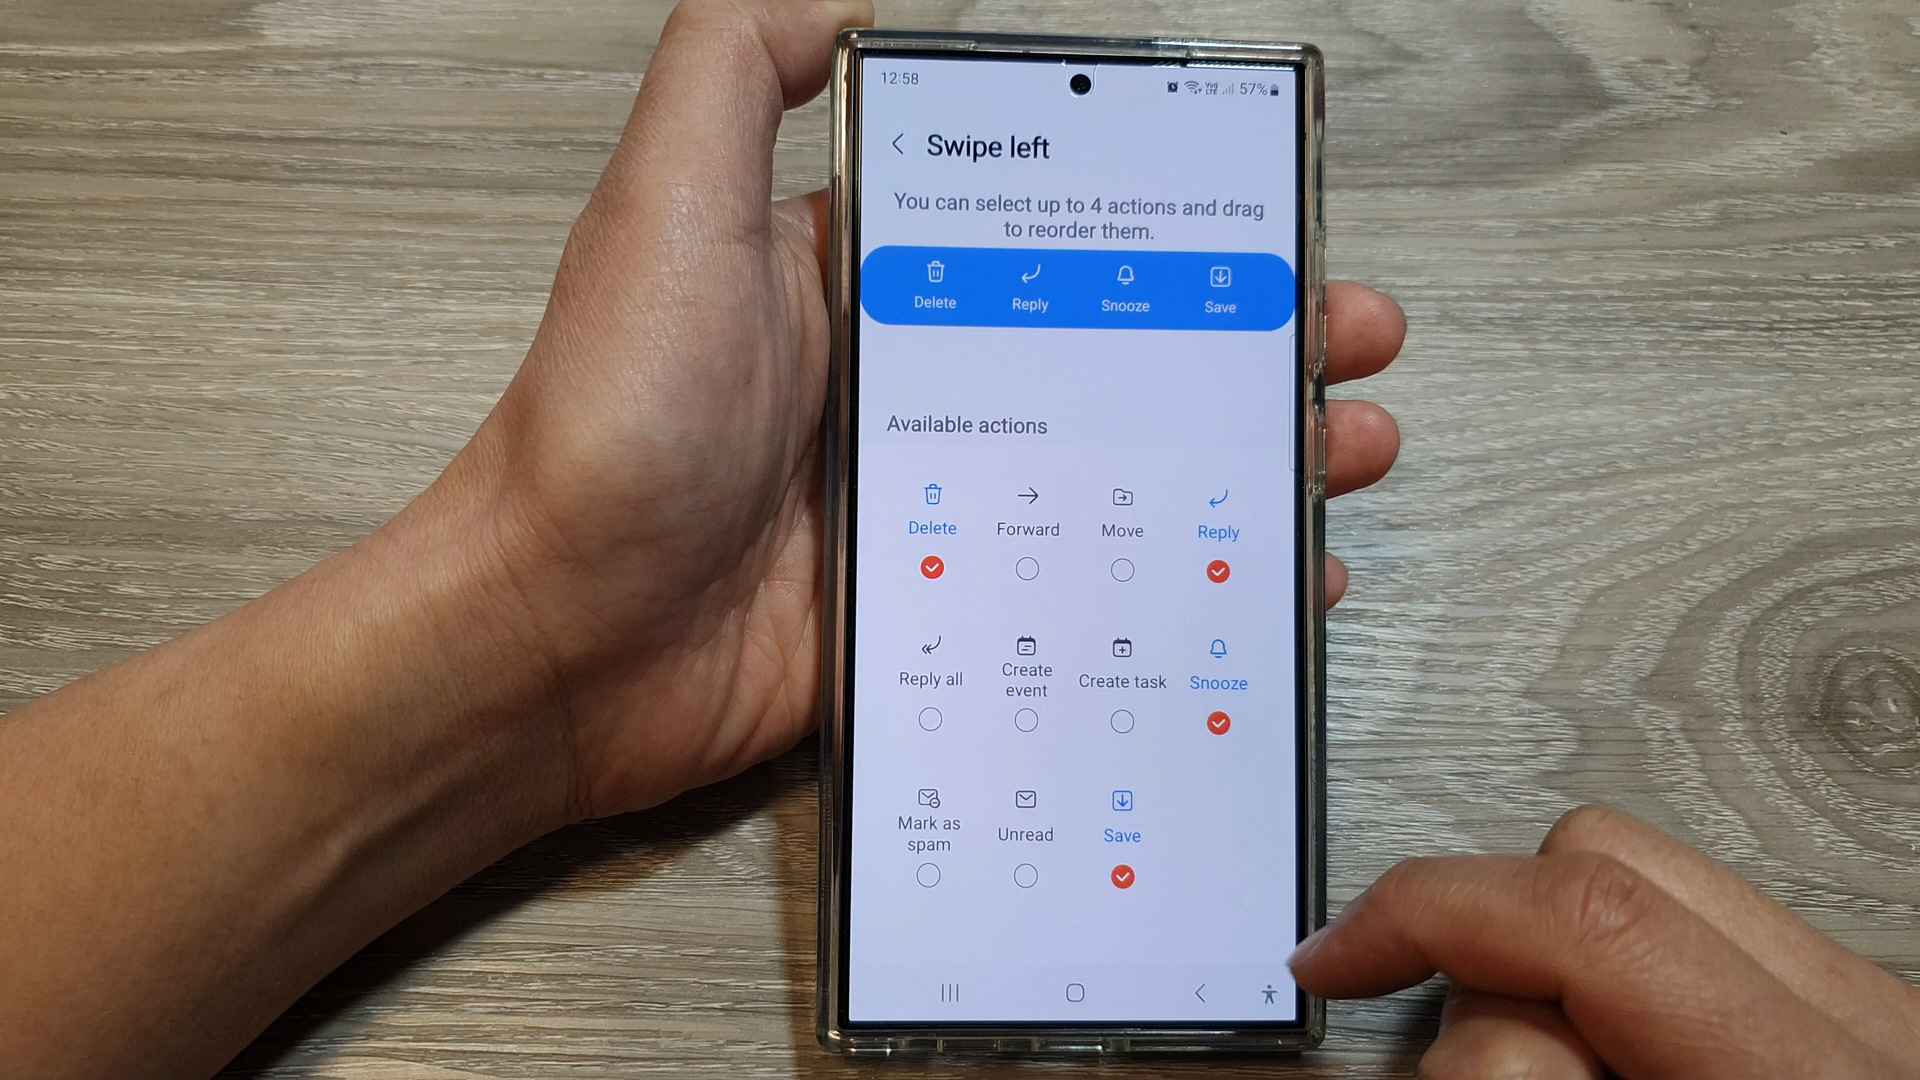 12:58
Vo) LTE 57%
Swipe left
You can select up to 4 actions and drag
to reorder them.
Delete Reply Snooze Save
Available actions
Delete Forward Move Reply
Reply all Create event Create task Snooze
Mark as spam Unread Save